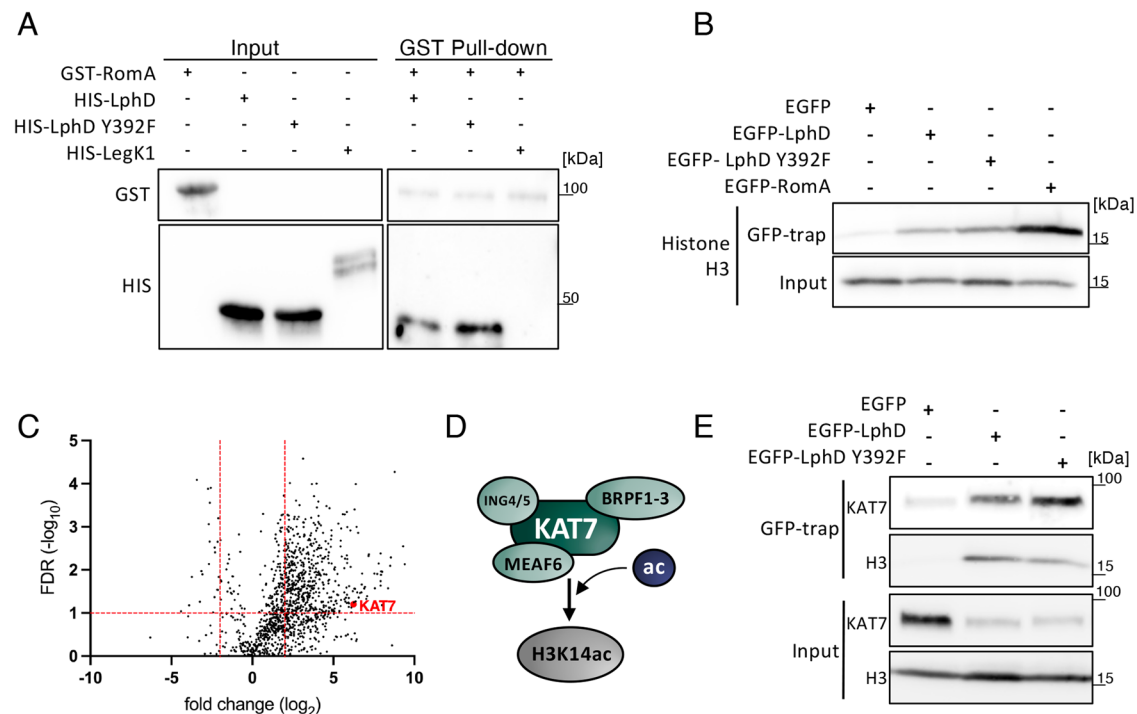 A
Input
GST Pull-down
GST-RomA + - - - + + +
HIS-LphD - + - - + - -
HIS-LphD Y392F - - + - - + -
HIS-LegK1 - - - + - - +
[kDa]
GST
100
HIS
50
B
EGFP + - - -
EGFP-LphD - + - -
EGFP- LphD Y392F - - + -
EGFP-RomA - - - +
[kDa]
Histone
H3
GFP-trap
15
Input
15
C
FDR (-log10)
5
4
3
2
1
0
KAT7
-10 -5 0 5 10
fold change (log2)
D
ING4/5
BRPF1-3
KAT7
MEAF6
ac
H3K14ac
E
EGFP + - -
EGFP-LphD - + -
EGFP-LphD Y392F - - +
[kDa]
GFP-trap
KAT7
100
H3
15
Input
KAT7
100
H3
15